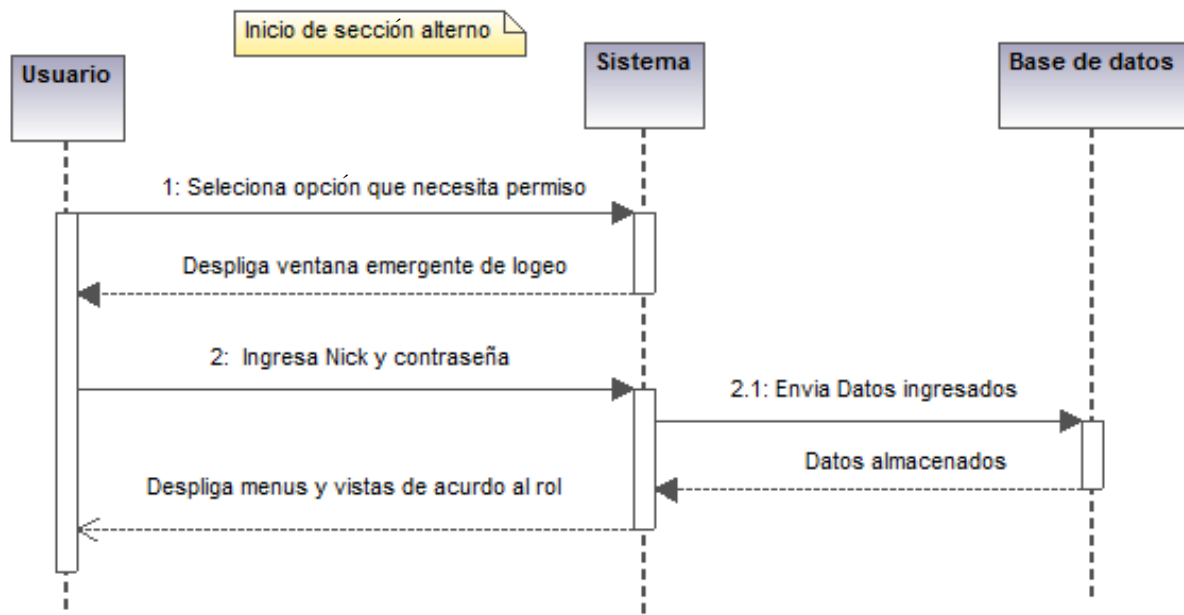 Inicio de sección alterno
Usuario
Sistema
Base de datos
1: Seleciona opción que necesita permiso
Despliga ventana emergente de logeo
2: Ingresa Nick y contraseña
2.1: Envia Datos ingresados
Datos almacenados
Despliga menus y vistas de acurdo al rol